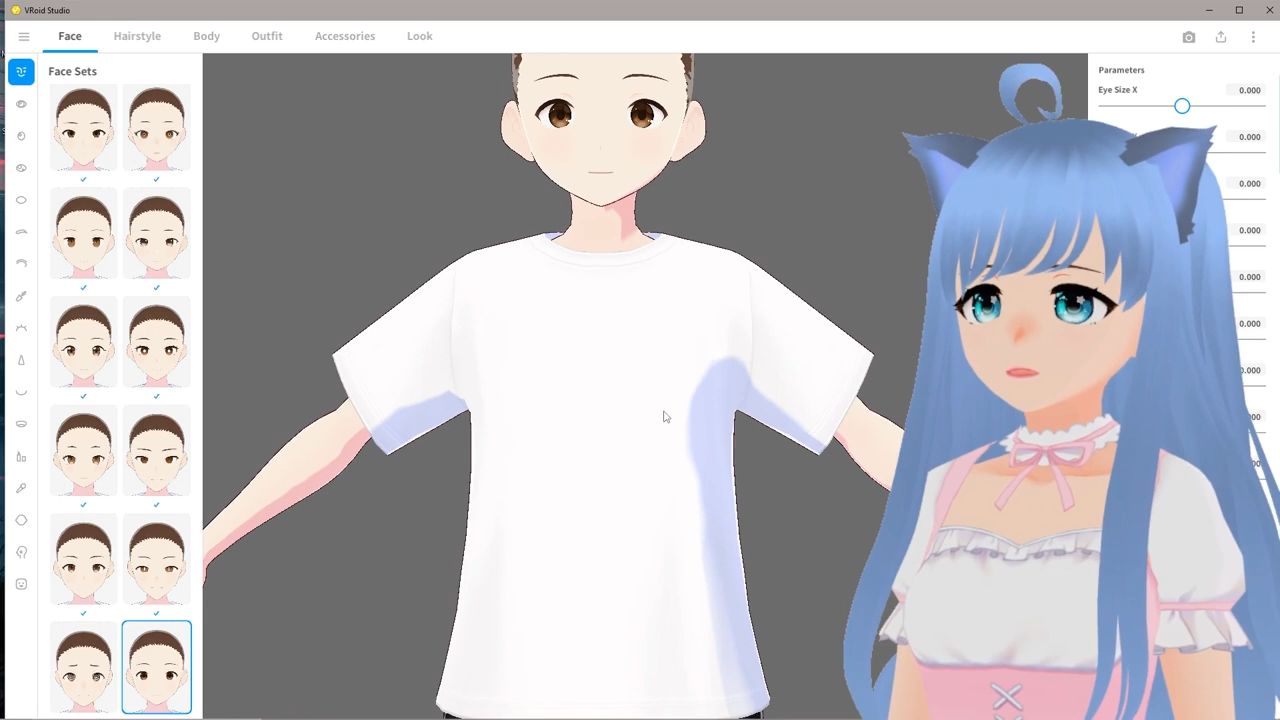 VRoid Studio
Face
Hairstyle
Body
Outfit
Accessories
Look
Face Sets
Parameters
Eye Size X
0.000
0.000
0.000
0.000
0.000
0.000